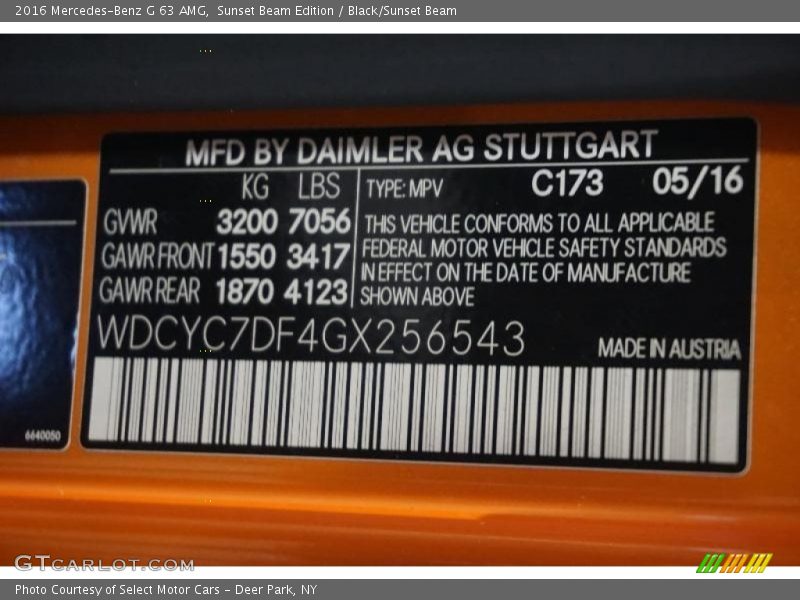 2016 Mercedes-Benz G 63 AMG,  Sunset Beam Edition / Black/Sunset Beam
MFD BY DAIMLER AG STUTTGART
KG LBS
GVWR 3200 7056
GAWR FRONT 1550 3417
GAWR REAR 1870 4123
TYPE: MPV C173 05/16
THIS VEHICLE CONFORMS TO ALL APPLICABLE
FEDERAL MOTOR VEHICLE SAFETY STANDARDS
IN EFFECT ON THE DATE OF MANUFACTURE
SHOWN ABOVE
WDCYC7DF4GX256543
MADE IN AUSTRIA
6640050
GTCARLOT.COM
Photo Courtesy of Select Motor Cars - Deer Park, NY